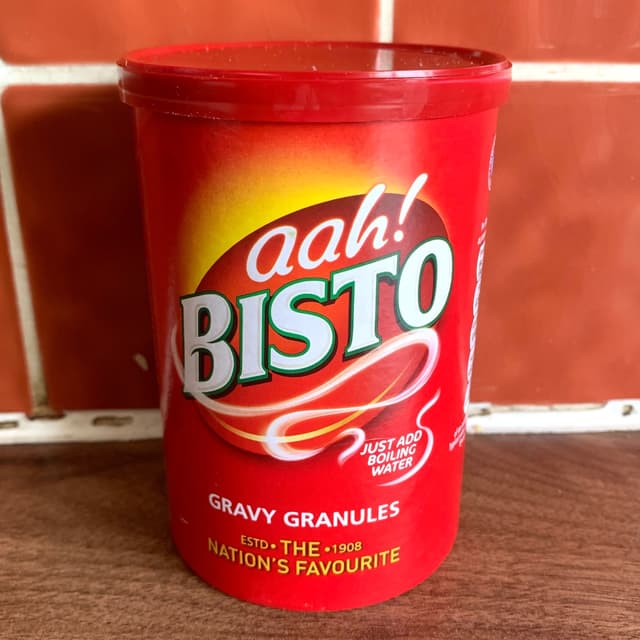 aah!
BISTO
JUST ADD
BOILING
WATER
GRAVY GRANULES
ESTD • THE • 1908
NATION'S FAVOURITE